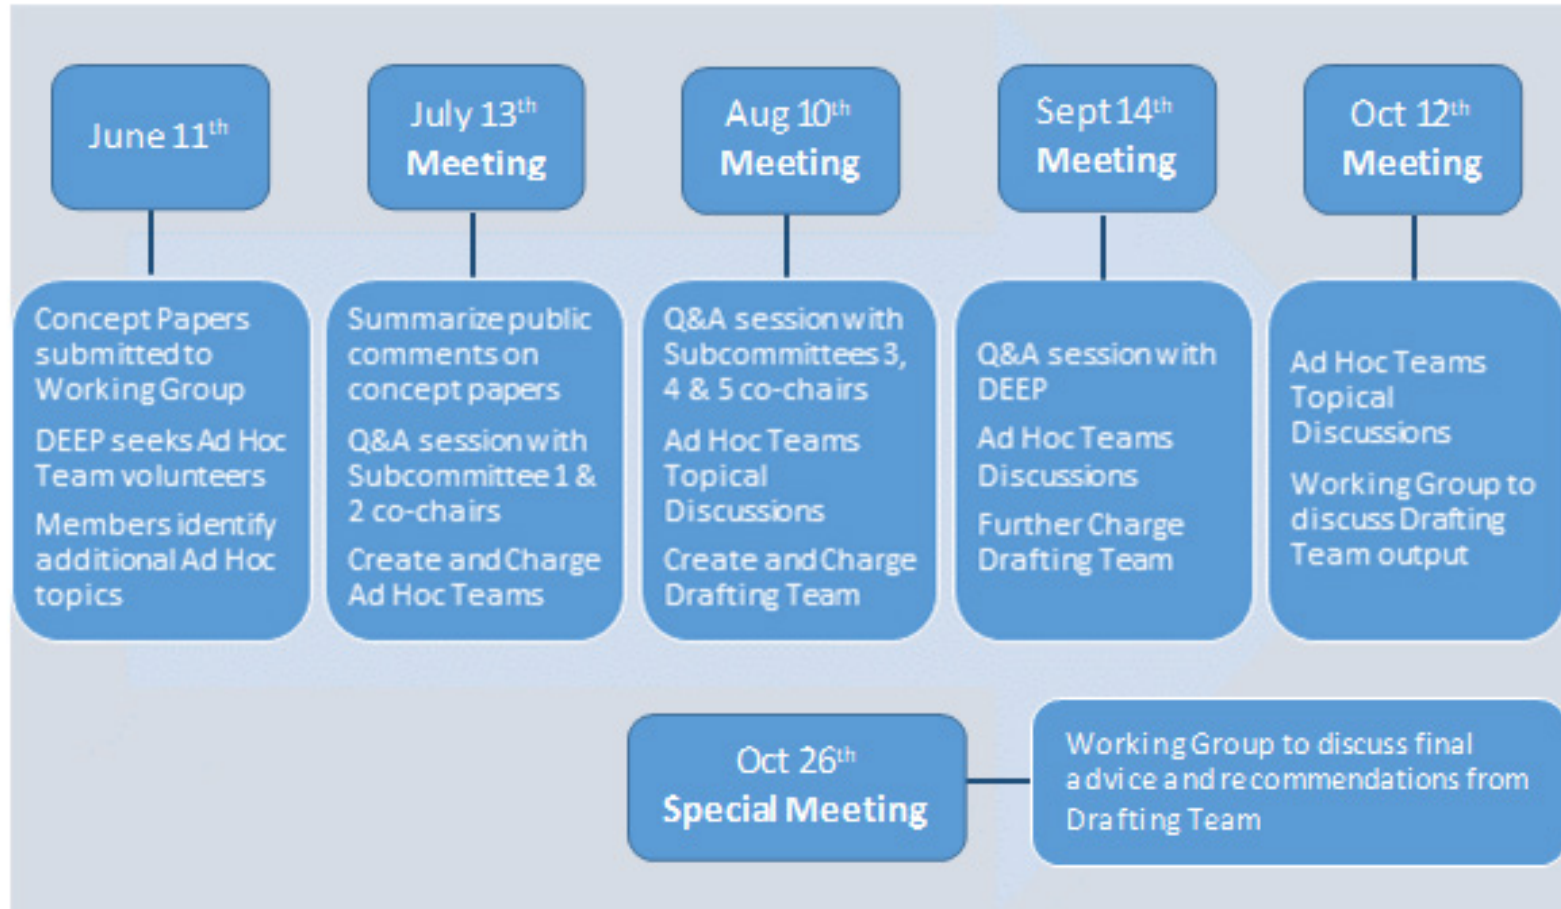 June 11th
July 13th
Meeting
Aug 10th
Meeting
Sept 14th
Meeting
Oct 12th
Meeting
Concept Papers
submitted to
Working Group
DEEP seeks Ad Hoc
Team volunteers
Members identify
additional Ad Hoc
topics
Summarize public
comments on
concept papers
Q&A session with
Subcommittee 1 &
2 co-chairs
Create and Charge
Ad Hoc Teams
Q&A session with
Subcommittees 3,
4 & 5 co-chairs
Ad Hoc Teams
Topical
Discussions
Create and Charge
Drafting Team
Q&A session with
DEEP
Ad Hoc Teams
Discussions
Further Charge
Drafting Team
Ad Hoc Teams
Topical
Discussions
Working Group to
discuss Drafting
Team output
Oct 26th
Special Meeting
Working Group to discuss final
advice and recommendations from
Drafting Team